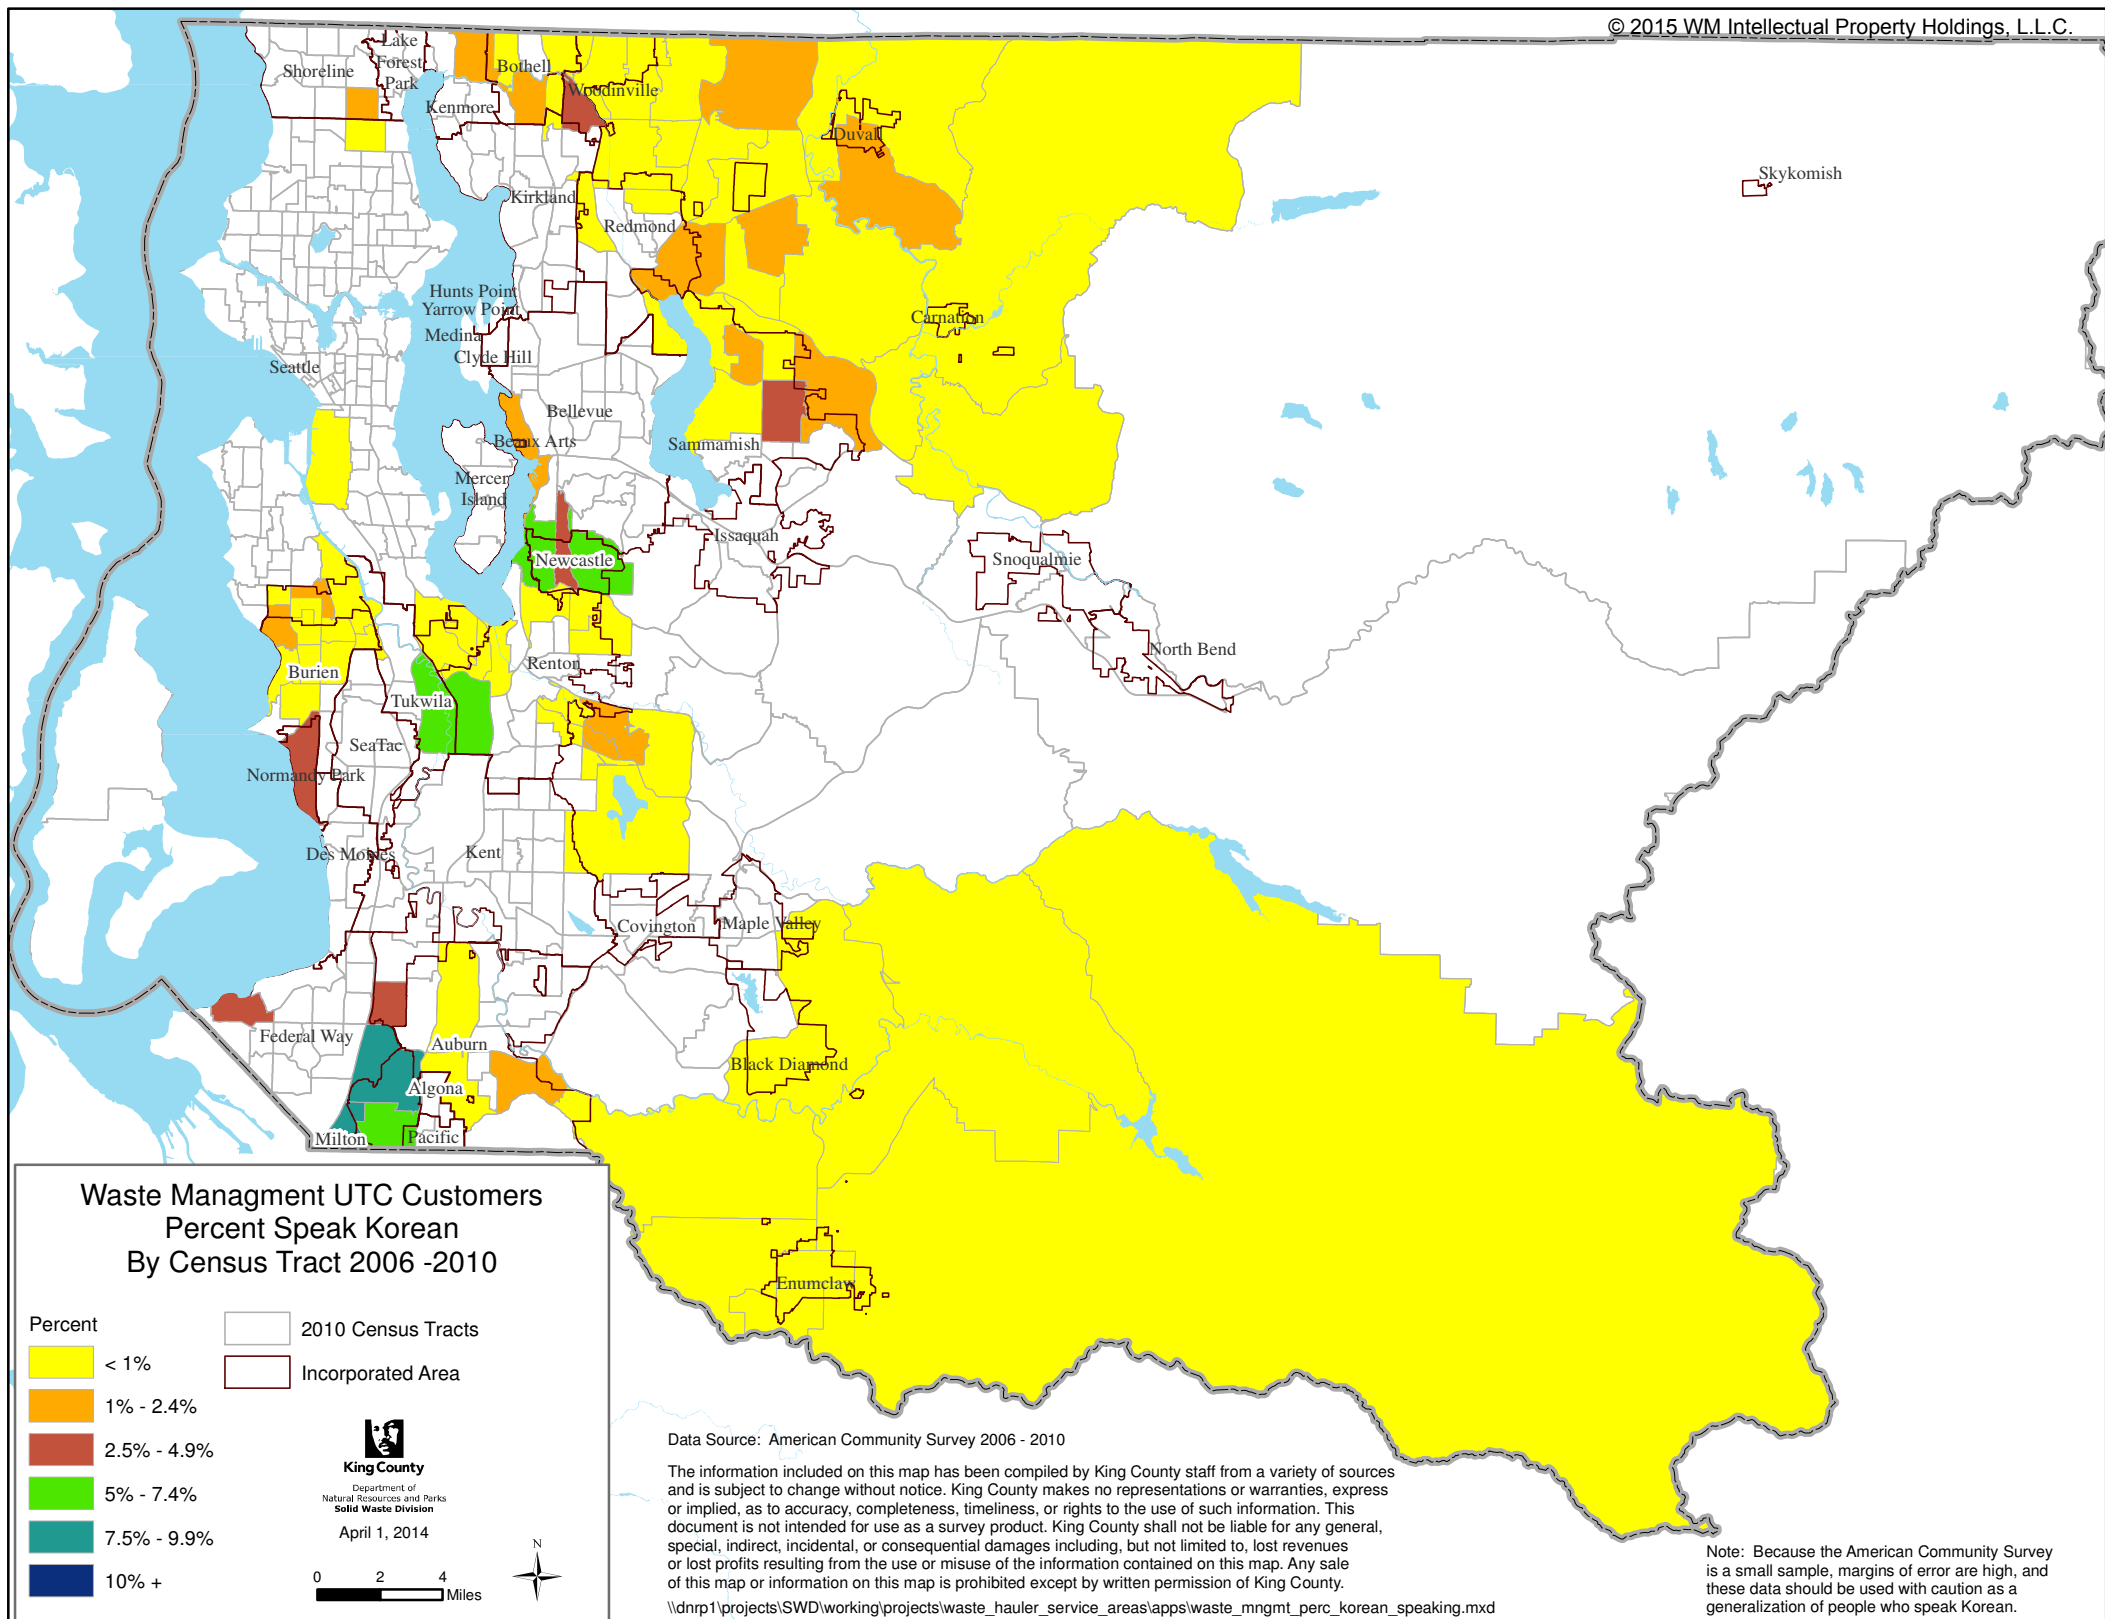 © 2015 WM Intellectual Property Holdings, L.L.C.
Lake
Forest
Park
Shoreline
Bothell
Kenmore
Woodinville
Duvall
Skykomish
Kirkland
Redmond
Hunts Point
Yarrow Point
Medina
Clyde Hill
Carnation
Seattle
Bellevue
Beaux Arts
Sammamish
Mercer
Island
Issaquah
Newcastle
Snoqualmie
North Bend
Renton
Burien
Tukwila
SeaTac
Normandy Park
Des Moines
Kent
Covington
Maple Valley
Federal Way
Auburn
Black Diamond
Algona
Milton
Pacific
Enumclaw
Waste Managment UTC Customers
Percent Speak Korean
By Census Tract 2006 -2010
Percent
< 1%
1% - 2.4%
2.5% - 4.9%
5% - 7.4%
7.5% - 9.9%
10% +
2010 Census Tracts
Incorporated Area
King County
Department of
Natural Resources and Parks
Solid Waste Division
April 1, 2014
N
0 2 4
Miles
Data Source: American Community Survey 2006 - 2010
The information included on this map has been compiled by King County staff from a variety of sources
and is subject to change without notice. King County makes no representations or warranties, express
or implied, as to accuracy, completeness, timeliness, or rights to the use of such information. This
document is not intended for use as a survey product. King County shall not be liable for any general,
special, indirect, incidental, or consequential damages including, but not limited to, lost revenues
or lost profits resulting from the use or misuse of the information contained on this map. Any sale
of this map or information on this map is prohibited except by written permission of King County.
\\dnrp1\projects\SWD\working\projects\waste_hauler_service_areas\apps\waste_mngmt_perc_korean_speaking.mxd
Note: Because the American Community Survey
is a small sample, margins of error are high, and
these data should be used with caution as a
generalization of people who speak Korean.